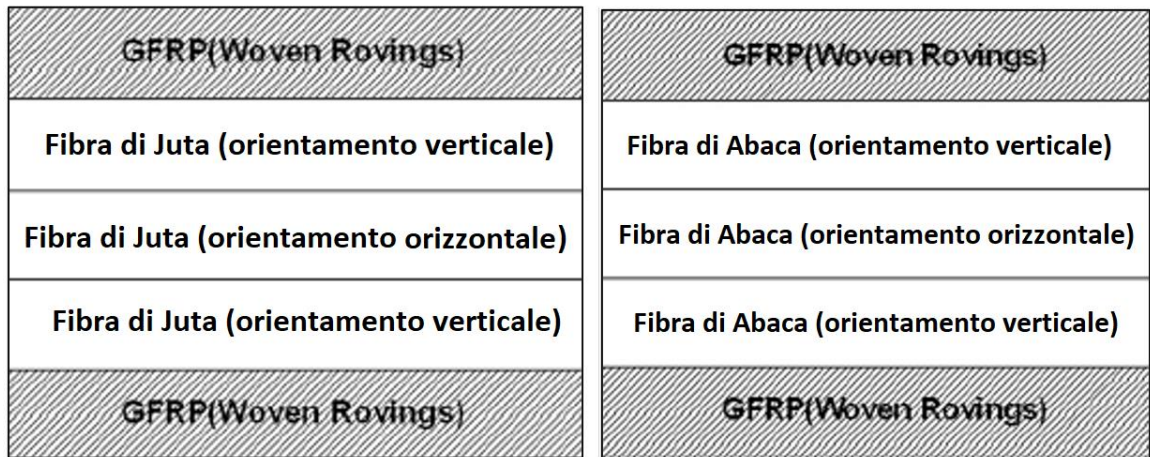 GFRP(Woven Rovings)
Fibra di Juta (orientamento verticale)
Fibra di Juta (orientamento orizzontale)
Fibra di Juta (orientamento verticale)
GFRP(Woven Rovings)
GFRP(Woven Rovings)
Fibra di Abaca (orientamento verticale)
Fibra di Abaca (orientamento orizzontale)
Fibra di Abaca (orientamento verticale)
GFRP(Woven Rovings)